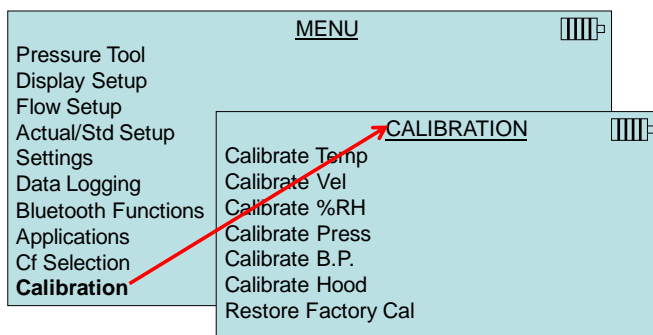 MENU
Pressure Tool
Display Setup
Flow Setup
Actual/Std Setup
Settings
Data Logging
Bluetooth Functions
Applications
Cf Selection
Calibration
CALIBRATION
Calibrate Temp
Calibrate Vel
Calibrate %RH
Calibrate Press
Calibrate B.P.
Calibrate Hood
Restore Factory Cal